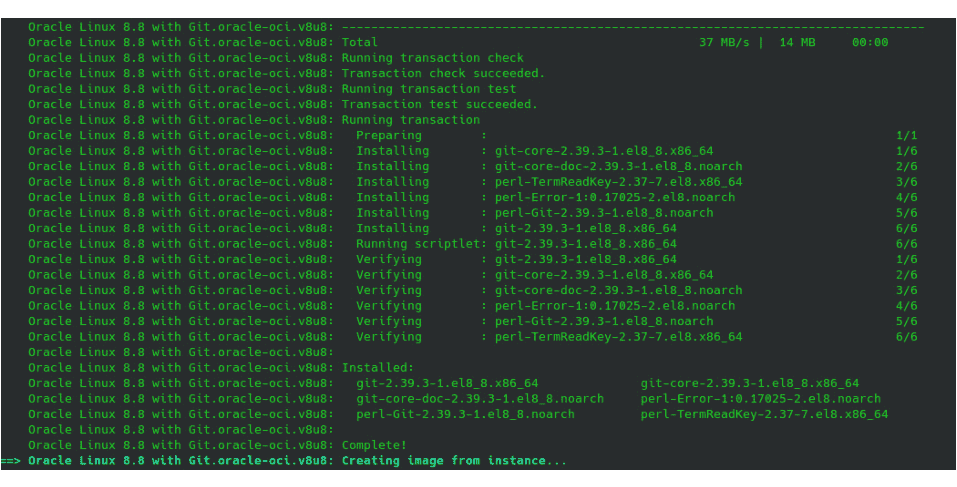 Oracle Linux 8.8 with Git.oracle-oci.v8u8: --------------------------------------------------------------------------------
Oracle Linux 8.8 with Git.oracle-oci.v8u8: Total                                            37 MB/s |  14 MB     00:00
Oracle Linux 8.8 with Git.oracle-oci.v8u8: Running transaction check
Oracle Linux 8.8 with Git.oracle-oci.v8u8: Transaction check succeeded.
Oracle Linux 8.8 with Git.oracle-oci.v8u8: Running transaction test
Oracle Linux 8.8 with Git.oracle-oci.v8u8: Transaction test succeeded.
Oracle Linux 8.8 with Git.oracle-oci.v8u8: Running transaction
Oracle Linux 8.8 with Git.oracle-oci.v8u8:   Preparing        :                                                        1/1
Oracle Linux 8.8 with Git.oracle-oci.v8u8:   Installing       : git-core-2.39.3-1.el8_8.x86_64                         1/6
Oracle Linux 8.8 with Git.oracle-oci.v8u8:   Installing       : git-core-doc-2.39.3-1.el8_8.noarch                     2/6
Oracle Linux 8.8 with Git.oracle-oci.v8u8:   Installing       : perl-TermReadKey-2.37-7.el8.x86_64                     3/6
Oracle Linux 8.8 with Git.oracle-oci.v8u8:   Installing       : perl-Error-1:0.17025-2.el8.noarch                      4/6
Oracle Linux 8.8 with Git.oracle-oci.v8u8:   Installing       : perl-Git-2.39.3-1.el8_8.noarch                         5/6
Oracle Linux 8.8 with Git.oracle-oci.v8u8:   Installing       : git-2.39.3-1.el8_8.x86_64                              6/6
Oracle Linux 8.8 with Git.oracle-oci.v8u8:   Running scriptlet: git-2.39.3-1.el8_8.x86_64                              6/6
Oracle Linux 8.8 with Git.oracle-oci.v8u8:   Verifying        : git-2.39.3-1.el8_8.x86_64                              1/6
Oracle Linux 8.8 with Git.oracle-oci.v8u8:   Verifying        : git-core-2.39.3-1.el8_8.x86_64                         2/6
Oracle Linux 8.8 with Git.oracle-oci.v8u8:   Verifying        : git-core-doc-2.39.3-1.el8_8.noarch                     3/6
Oracle Linux 8.8 with Git.oracle-oci.v8u8:   Verifying        : perl-Error-1:0.17025-2.el8.noarch                      4/6
Oracle Linux 8.8 with Git.oracle-oci.v8u8:   Verifying        : perl-Git-2.39.3-1.el8_8.noarch                         5/6
Oracle Linux 8.8 with Git.oracle-oci.v8u8:   Verifying        : perl-TermReadKey-2.37-7.el8.x86_64                     6/6
Oracle Linux 8.8 with Git.oracle-oci.v8u8:
Oracle Linux 8.8 with Git.oracle-oci.v8u8: Installed:
Oracle Linux 8.8 with Git.oracle-oci.v8u8:   git-2.39.3-1.el8_8.x86_64              git-core-2.39.3-1.el8_8.x86_64
Oracle Linux 8.8 with Git.oracle-oci.v8u8:   git-core-doc-2.39.3-1.el8_8.noarch     perl-Error-1:0.17025-2.el8.noarch
Oracle Linux 8.8 with Git.oracle-oci.v8u8:   perl-Git-2.39.3-1.el8_8.noarch         perl-TermReadKey-2.37-7.el8.x86_64
Oracle Linux 8.8 with Git.oracle-oci.v8u8:
Oracle Linux 8.8 with Git.oracle-oci.v8u8: Complete!
==> Oracle Linux 8.8 with Git.oracle-oci.v8u8: Creating image from instance...